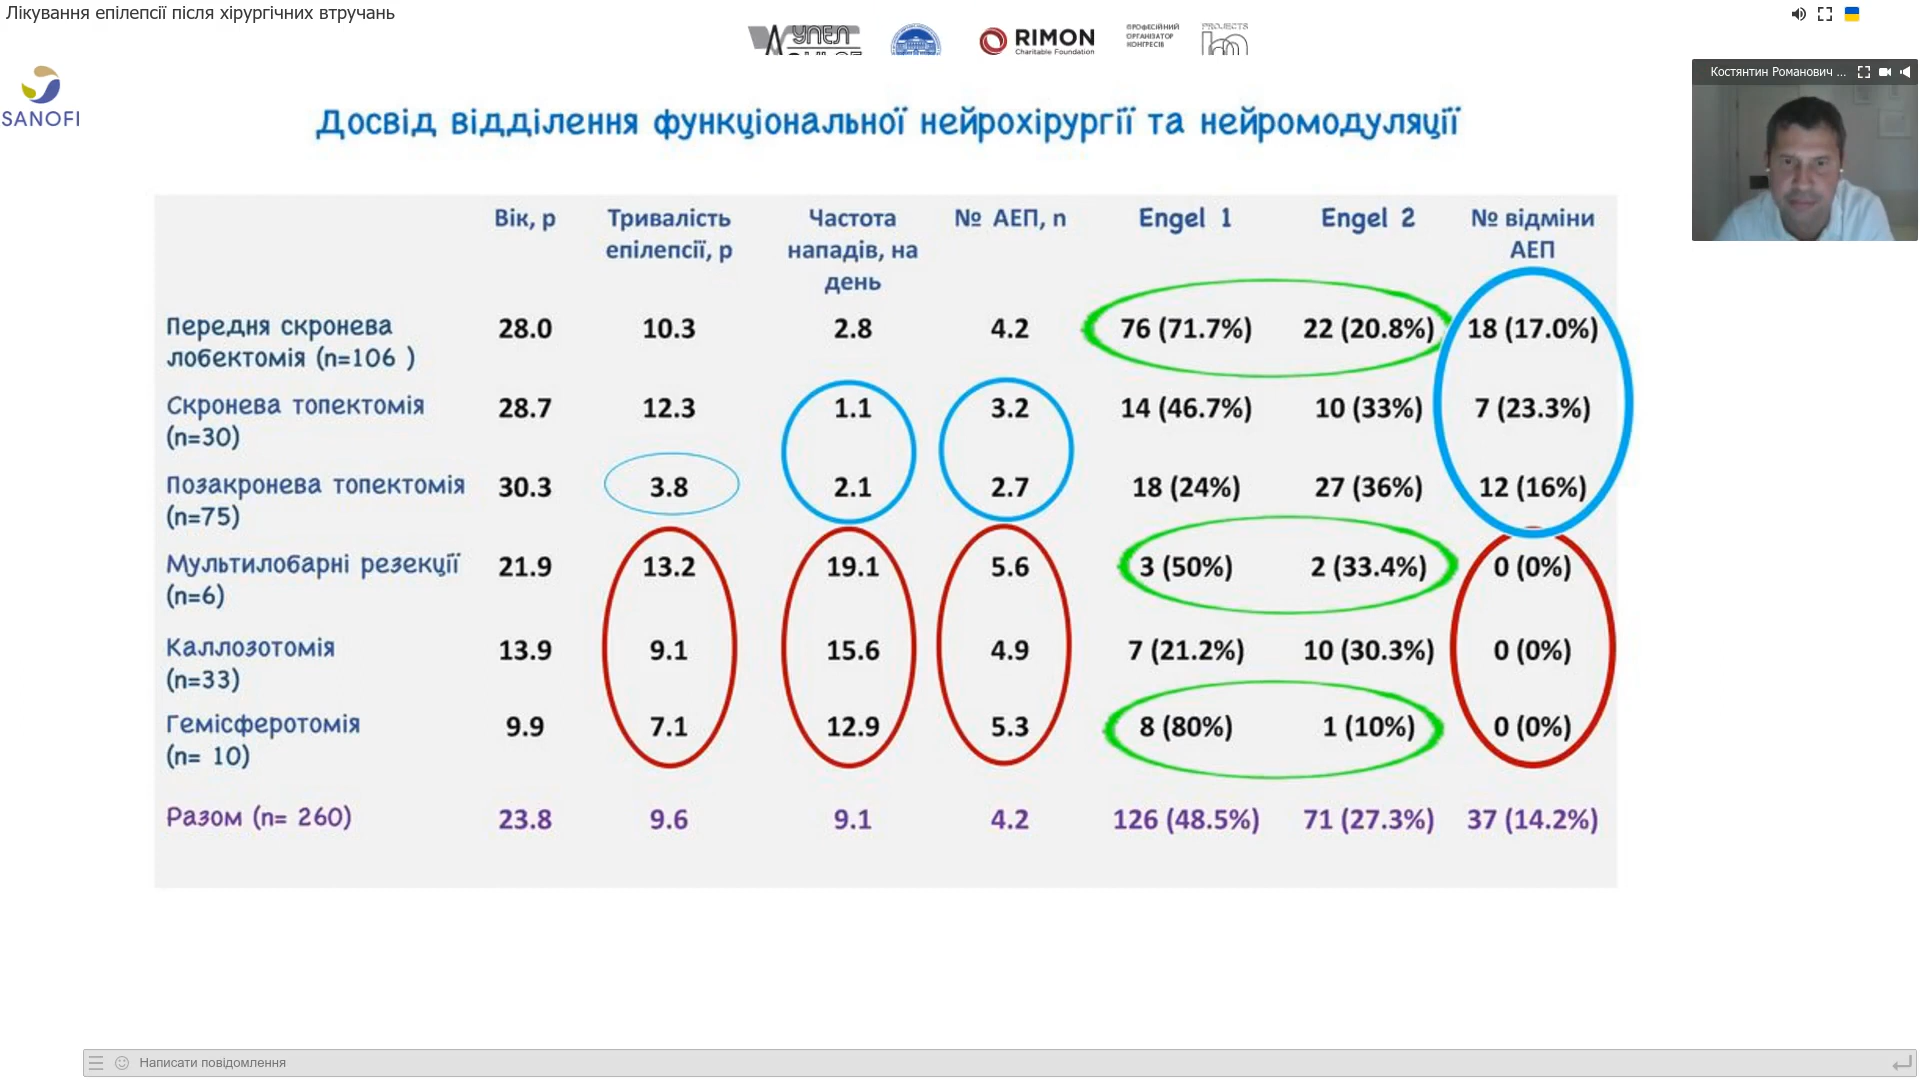 Лікування епілепсії після хірургічних втручань
УПЕЛ
RIMON
Charitable Foundation
ПРОФЕСІЙНИЙ
ОРГАНІЗАТОР
КОНГРЕСІВ
PROJECTS
SANOFI
Костянтин Романович ...
Досвід відділення функціональної нейрохірургії та нейромодуляції
Вік, р Тривалість епілепсії, р Частота нападів, на день № АЕП, n Engel 1 Engel 2 № відміни АЕП
Передня скронева лобектомія (n=106 ) 28.0 10.3 2.8 4.2 76 (71.7%) 22 (20.8%) 18 (17.0%)
Скронева топектомія (n=30) 28.7 12.3 1.1 3.2 14 (46.7%) 10 (33%) 7 (23.3%)
Позакронева топектомія (n=75) 30.3 3.8 2.1 2.7 18 (24%) 27 (36%) 12 (16%)
Мультилобарні резекції (n=6) 21.9 13.2 19.1 5.6 3 (50%) 2 (33.4%) 0 (0%)
Каллозотомія (n=33) 13.9 9.1 15.6 4.9 7 (21.2%) 10 (30.3%) 0 (0%)
Гемісферотомія (n= 10) 9.9 7.1 12.9 5.3 8 (80%) 1 (10%) 0 (0%)
Разом (n= 260) 23.8 9.6 9.1 4.2 126 (48.5%) 71 (27.3%) 37 (14.2%)
Написати повідомлення